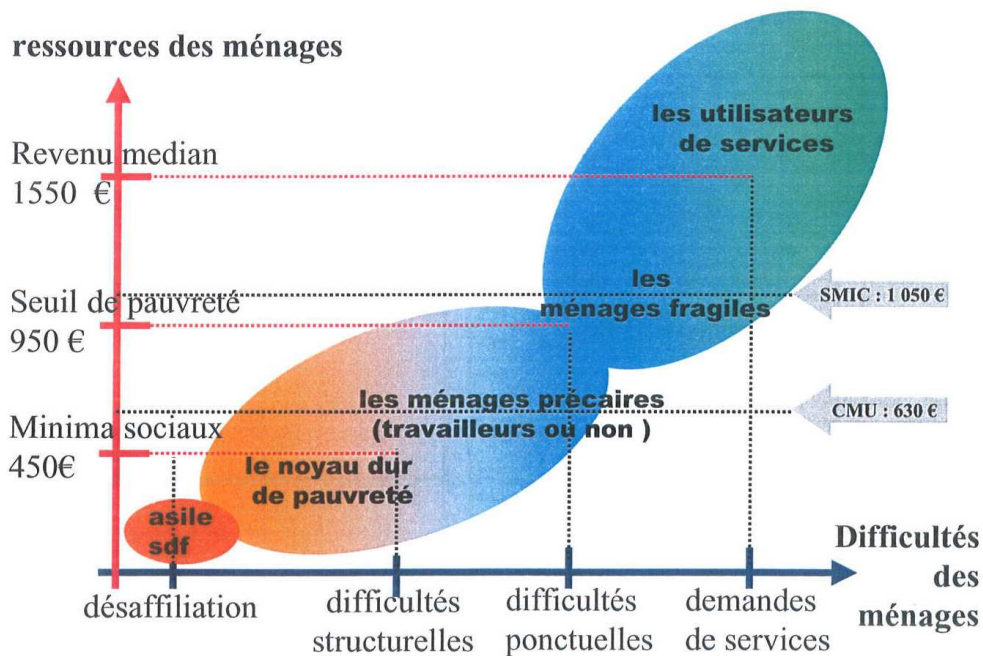 ressources des ménages
les utilisateurs
de services
Revenu median
1550 €
les
ménages fragiles
SMIC : 1 050 €
Seuil de pauvreté
950 €
les ménages précaires
(travailleurs ou non )
CMU : 630 €
Minima sociaux
450€
le noyau dur
de pauvreté
asile
sdf
Difficultés
des
ménages
désaffiliation
difficultés
structurelles
difficultés
ponctuelles
demandes
de services